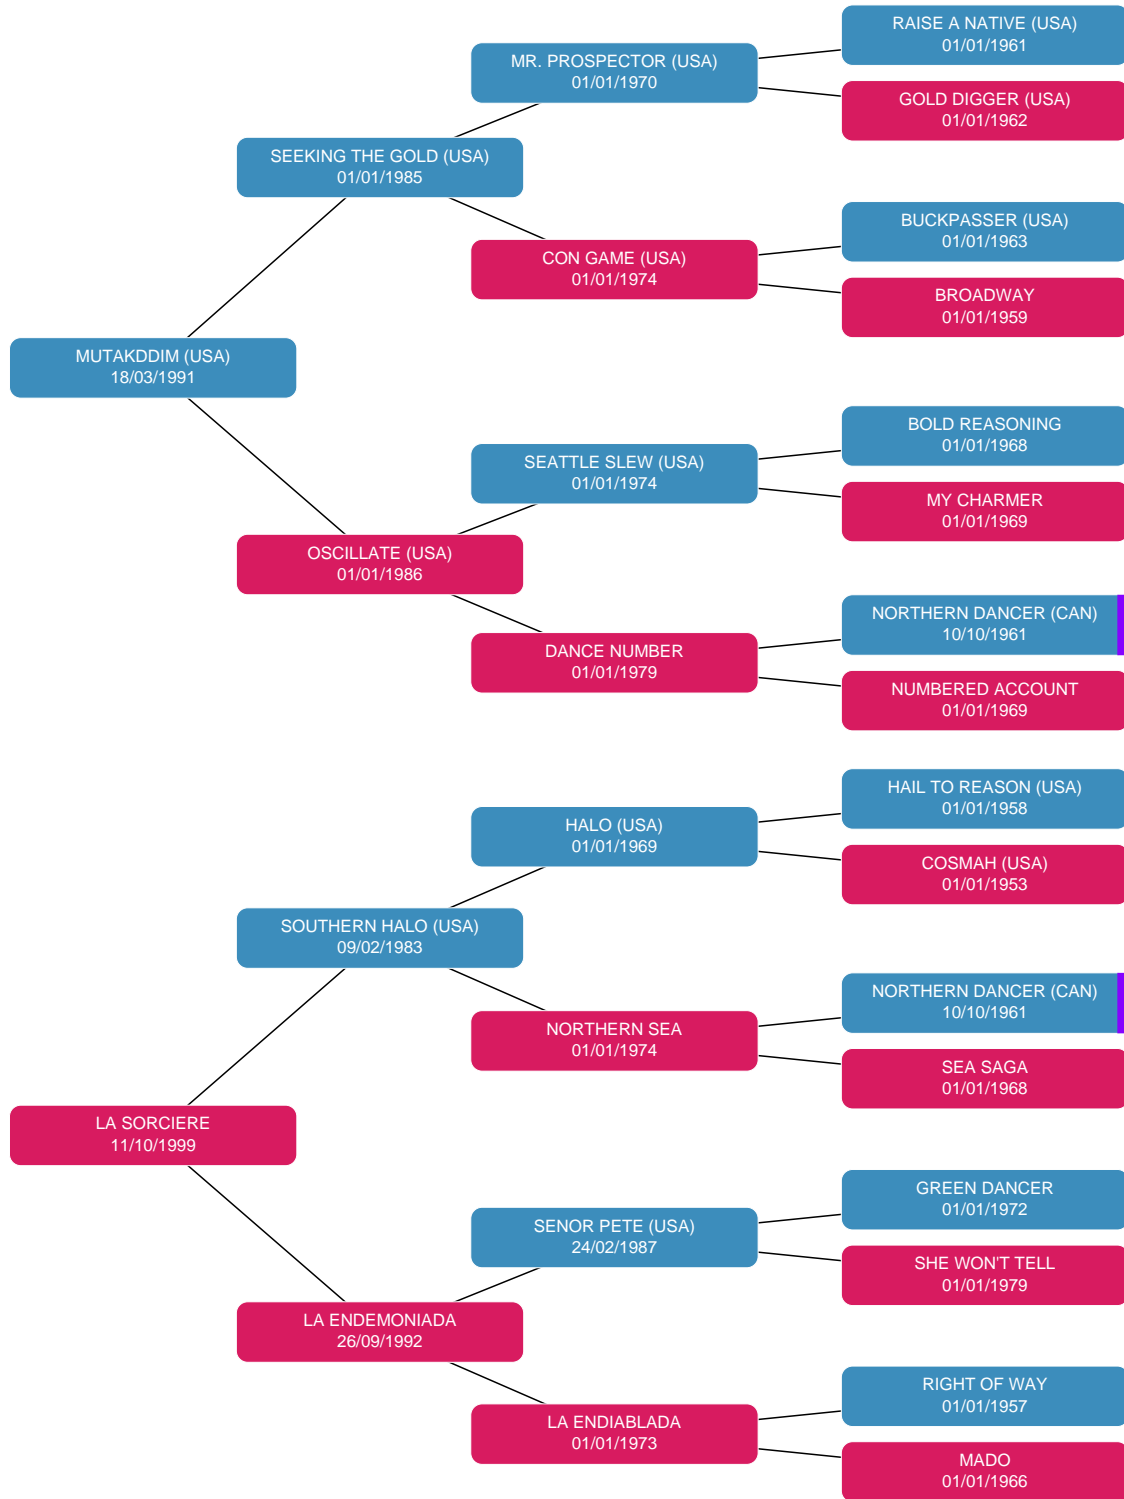 RAISE A NATIVE (USA)
01/01/1961
MR. PROSPECTOR (USA)
01/01/1970
GOLD DIGGER (USA)
01/01/1962
SEEKING THE GOLD (USA)
01/01/1985
BUCKPASSER (USA)
01/01/1963
CON GAME (USA)
01/01/1974
BROADWAY
01/01/1959
MUTAKDDIM (USA)
18/03/1991
BOLD REASONING
01/01/1968
SEATTLE SLEW (USA)
01/01/1974
MY CHARMER
01/01/1969
OSCILLATE (USA)
01/01/1986
NORTHERN DANCER (CAN)
10/10/1961
DANCE NUMBER
01/01/1979
NUMBERED ACCOUNT
01/01/1969
HAIL TO REASON (USA)
01/01/1958
HALO (USA)
01/01/1969
COSMAH (USA)
01/01/1953
SOUTHERN HALO (USA)
09/02/1983
NORTHERN DANCER (CAN)
10/10/1961
NORTHERN SEA
01/01/1974
SEA SAGA
01/01/1968
LA SORCIERE
11/10/1999
GREEN DANCER
01/01/1972
SENOR PETE (USA)
24/02/1987
SHE WON'T TELL
01/01/1979
LA ENDEMONIADA
26/09/1992
RIGHT OF WAY
01/01/1957
LA ENDIABLADA
01/01/1973
MADO
01/01/1966